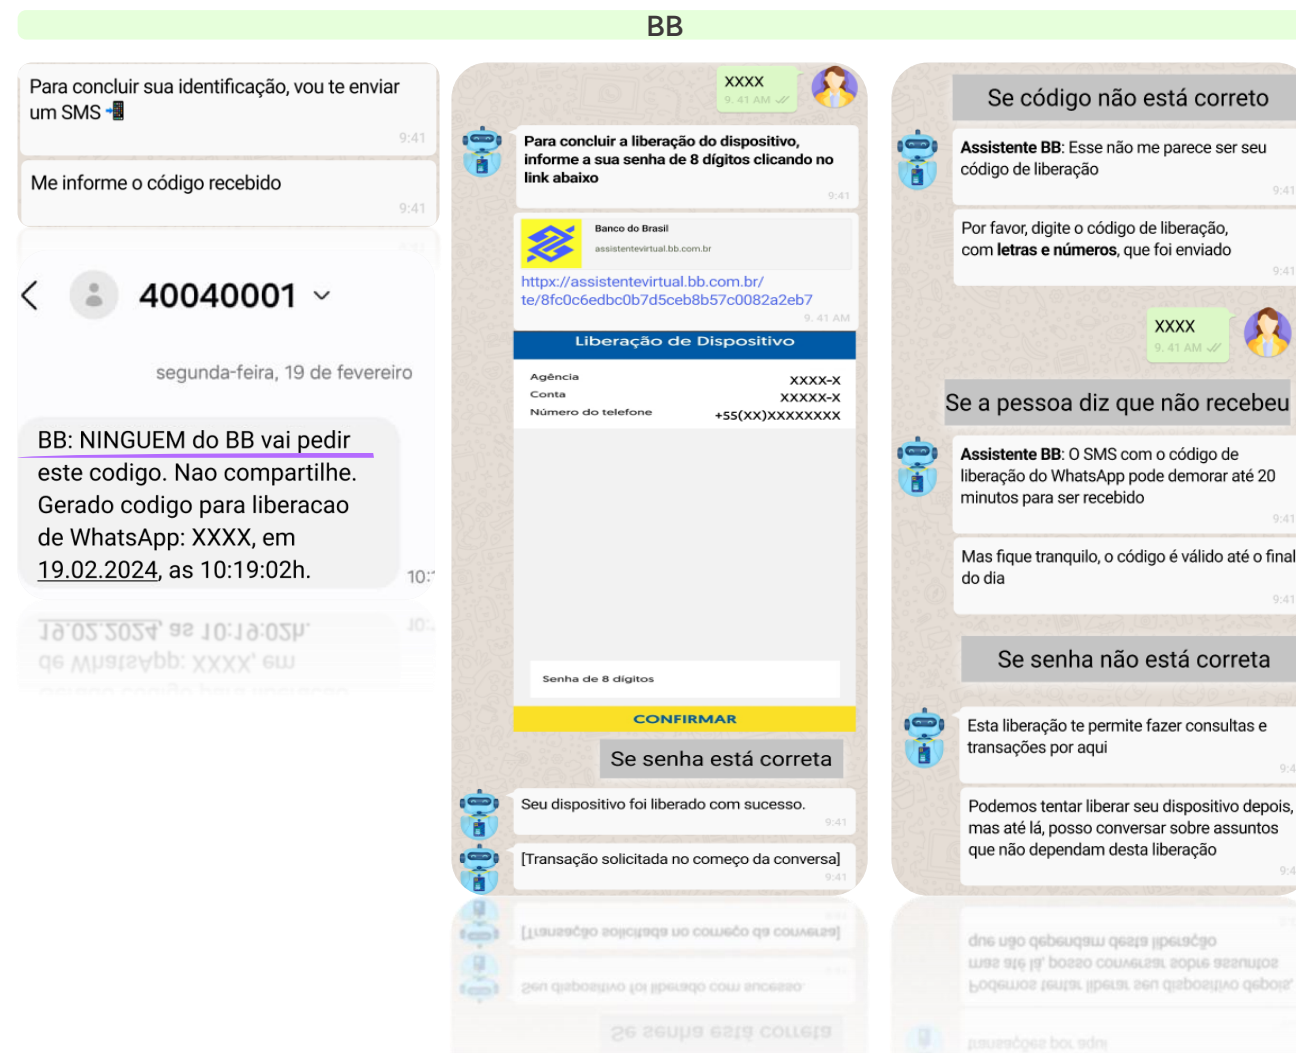 BB
Para concluir sua identificação, vou te enviar
um SMS
9:41
Me informe o código recebido
9:41
40040001
segunda-feira, 19 de fevereiro
BB: NINGUEM do BB vai pedir
este codigo. Nao compartilhe.
Gerado codigo para liberacao
de WhatsApp: XXXX, em
19.02.2024, as 10:19:02h.
XXXX
9. 41 AM
Para concluir a liberação do dispositivo,
informe a sua senha de 8 dígitos clicando no
link abaixo
9:41
Banco do Brasil
assistentevirtual.bb.com.br
httpx://assistentevirtual.bb.com.br/
te/8fc0c6edbc0b7d5ceb8b57c0082a2eb7
9. 41 AM
Liberação de Dispositivo
Agência XXXX-X
Conta XXXXX-X
Número do telefone +55(XX)XXXXXXXX
Senha de 8 dígitos
CONFIRMAR
Se senha está correta
Seu dispositivo foi liberado com sucesso.
9:41
[Transação solicitada no começo da conversa]
9:41
Se código não está correto
Assistente BB: Esse não me parece ser seu
código de liberação
9:41
Por favor, digite o código de liberação,
com letras e números, que foi enviado
9:41
XXXX
9. 41 AM
Se a pessoa diz que não recebeu
Assistente BB: O SMS com o código de
liberação do WhatsApp pode demorar até 20
minutos para ser recebido
9:41
Mas fique tranquilo, o código é válido até o final
do dia
9:41
Se senha não está correta
Esta liberação te permite fazer consultas e
transações por aqui
9:4
Podemos tentar liberar seu dispositivo depois,
mas até lá, posso conversar sobre assuntos
que não dependam desta liberação
9:4